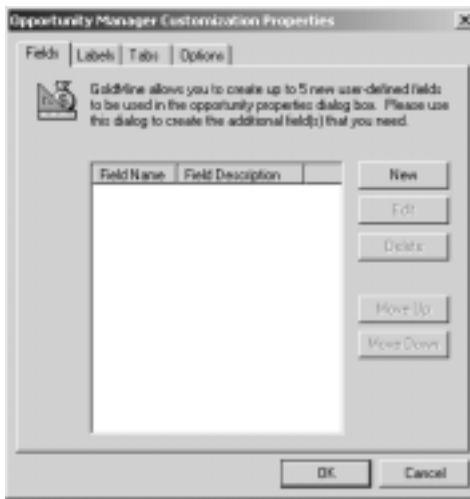 Opportunity Manager Customization Properties
Fields Labels Tabs Options
GoldMine allows you to create up to 5 new user-defined fields
to be used in the opportunity properties dialog box. Please use
this dialog to create the additional field(s) that you need.
Field Name Field Description
New
Edit
Delete
Move Up
Move Down
OK Cancel